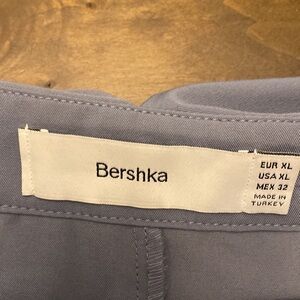 Bershka
EUR XL
USA XL
MEX 32
MADE IN
TURKEY